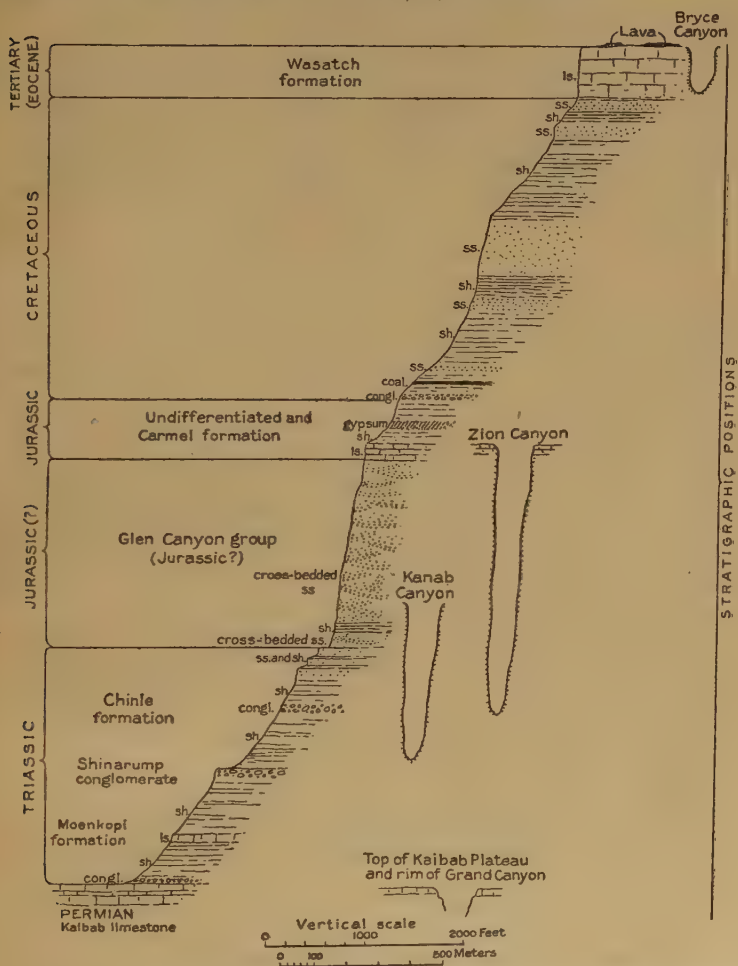 Bryce
Canyon
Lava
TERTIARY
(EOCENE)
Wasatch
formation
ls.
ss.
sh.
ss.
sh.
CRETACEOUS
ss.
sh.
ss.
sh.
ss.
coal.
congl.
JURASSIC
Undifferentiated and
Carmel formation
gypsum
sh.
ls.
Zion Canyon
STRATIGRAPHIC POSITIONS
JURASSIC(?)
Glen Canyon group
(Jurassic?)
cross-bedded
ss
Kanab
Canyon
sh.
cross-bedded ss.
ss. and sh.
TRIASSIC
sh.
Chinle
formation
congl.
sh.
Shinarump
conglomerate
sh.
Moenkopi
formation
ls.
sh.
congl.
PERMIAN
Kaibab limestone
Top of Kaibab Plateau
and rim of Grand Canyon
Vertical scale
0 1000 2000 Feet
0 100 500 Meters